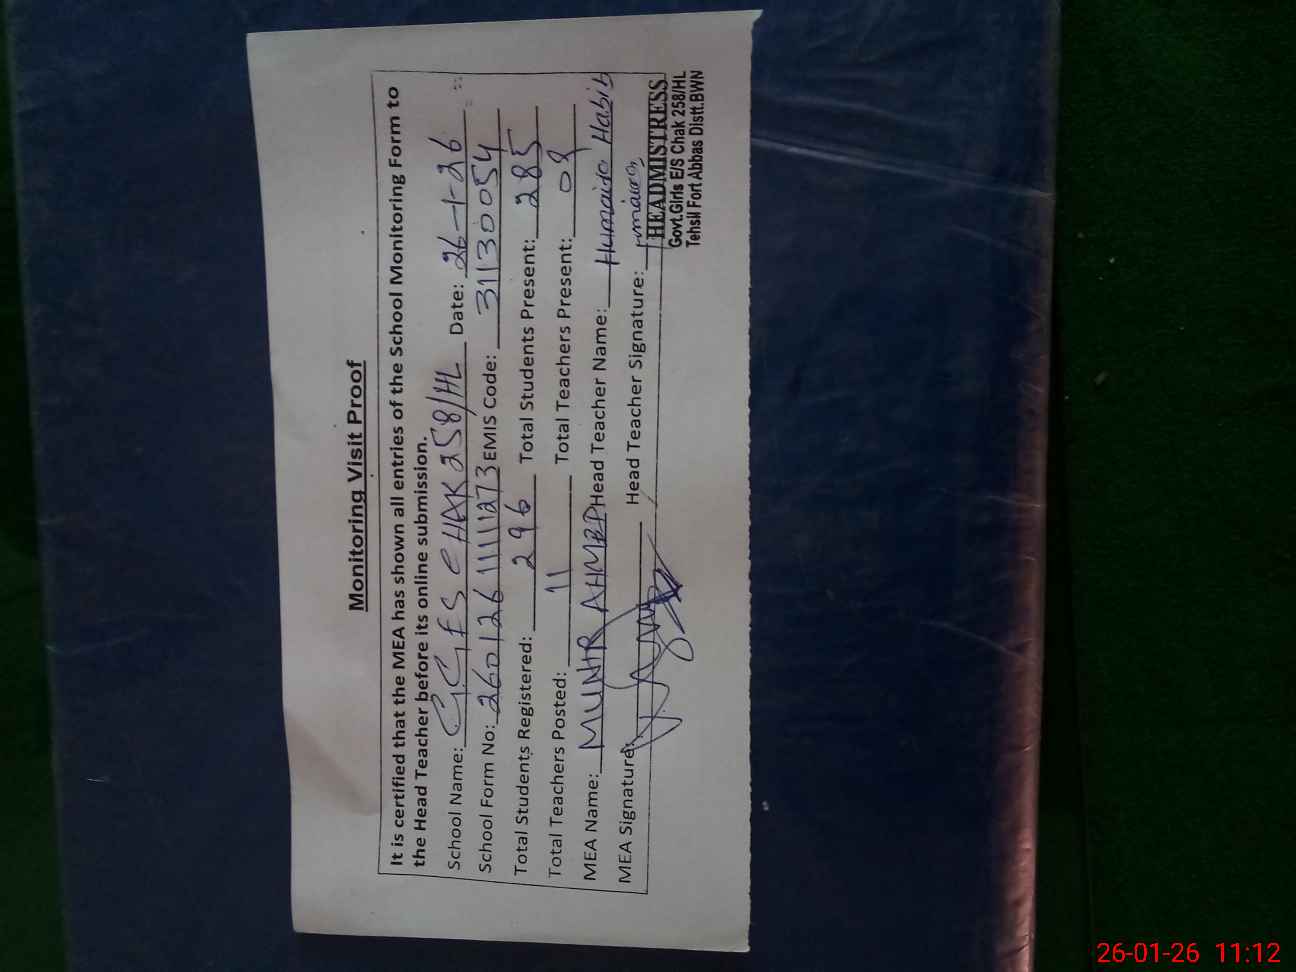 Monitoring Visit Proof
It is certified that the MEA has shown all entries of the School Monitoring Form to
the Head Teacher before its online submission.
School Name: GGES CHAK 258/HL Date: 26-1-26
School Form No: 260126111111273 EMIS Code: 31130054
Total Students Registered: 296 Total Students Present: 285
Total Teachers Posted: 11 Total Teachers Present:
MEA Name: MUNIR AHMED Head Teacher Name: Humaira Habib
MEA Signature: Head Teacher Signature: Humaira
HEADMISTRESS
Govt.Girls E/S Chak 258/HL
Tehsil Fort Abbas Distt.BWN
26-01-26 11:12